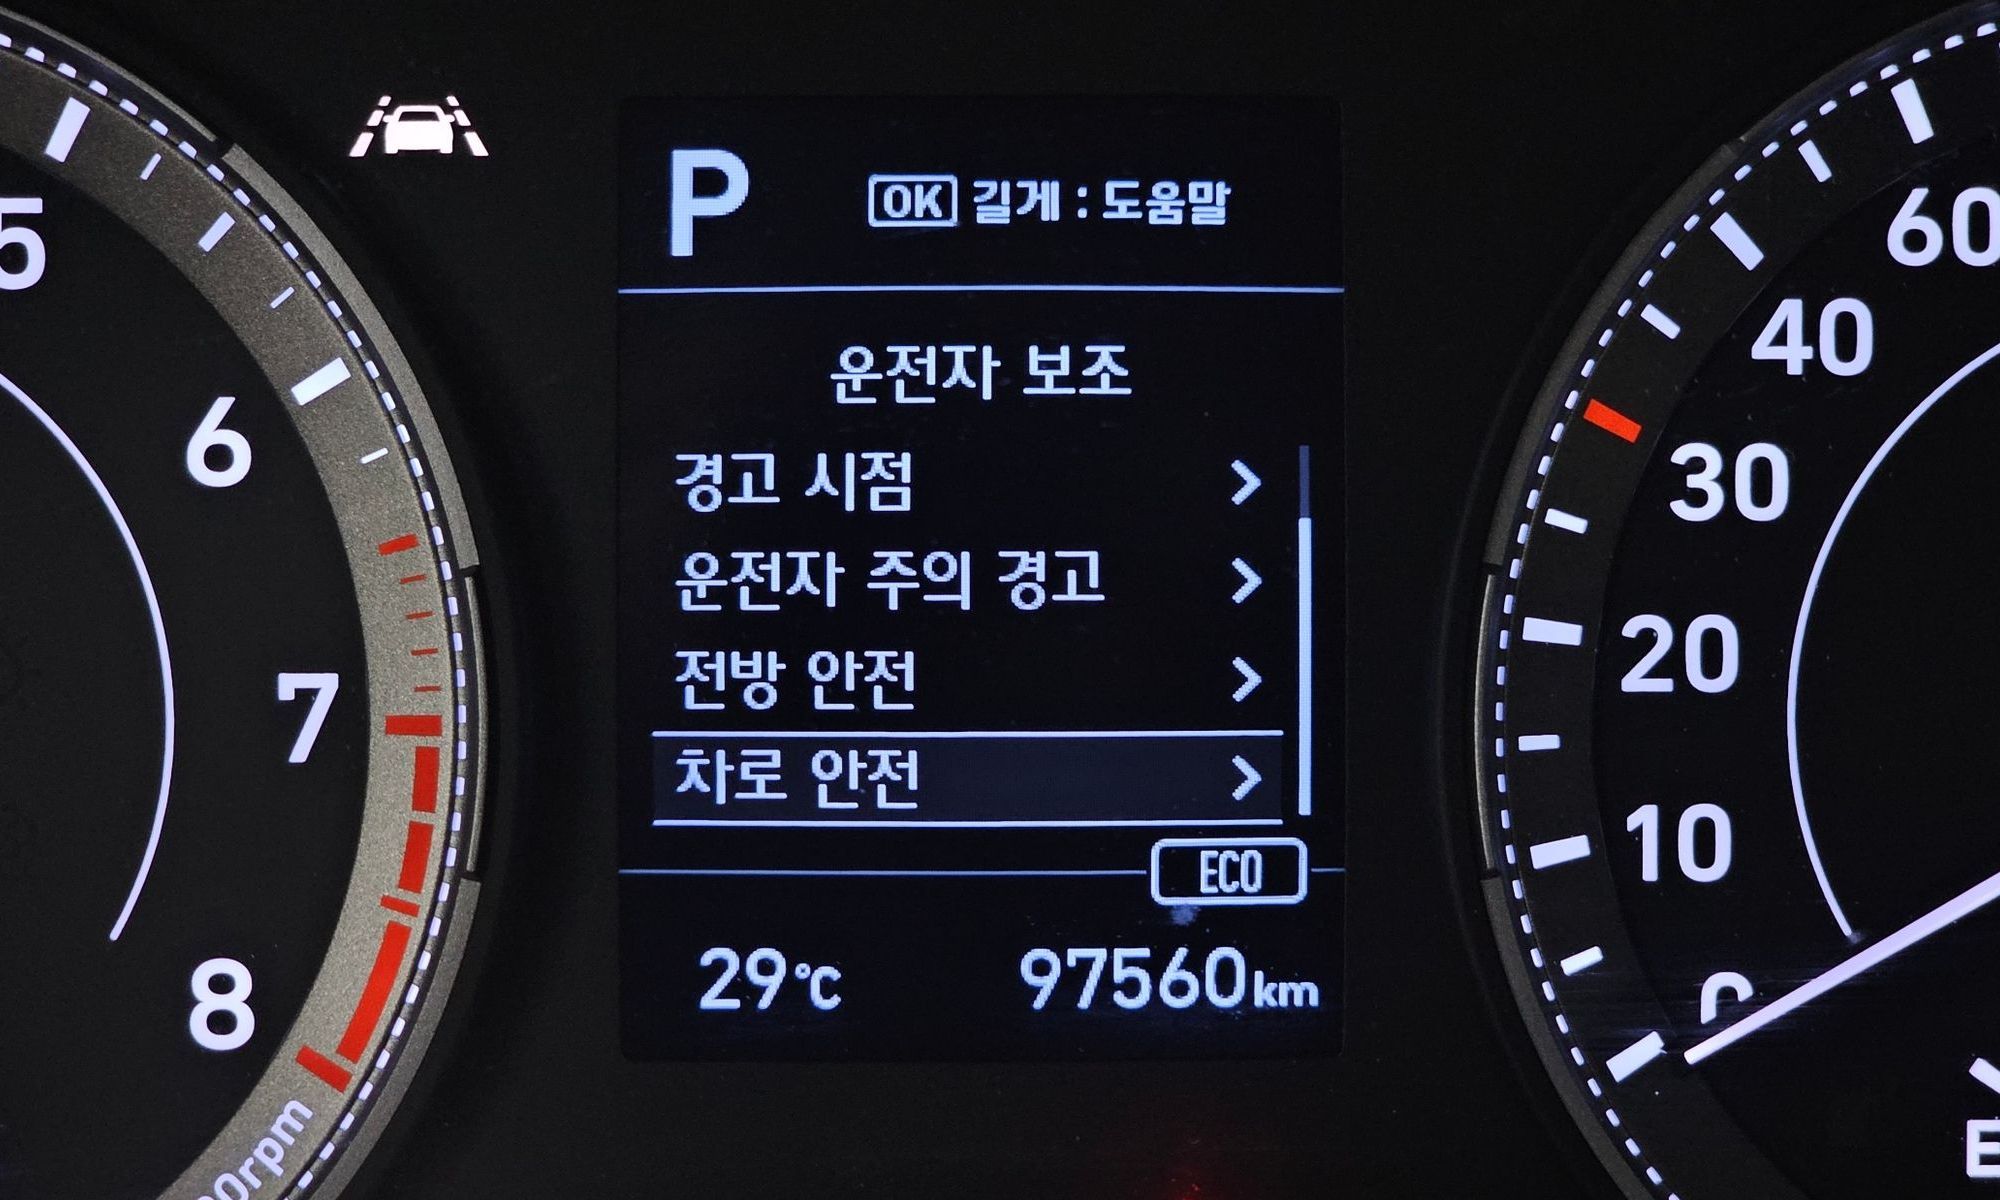 P
OK 길게 : 도움말
운전자 보조
경고 시점
운전자 주의 경고
전방 안전
차로 안전
ECO
29°C
97560km
5
6
7
8
60
40
30
20
10
0
E